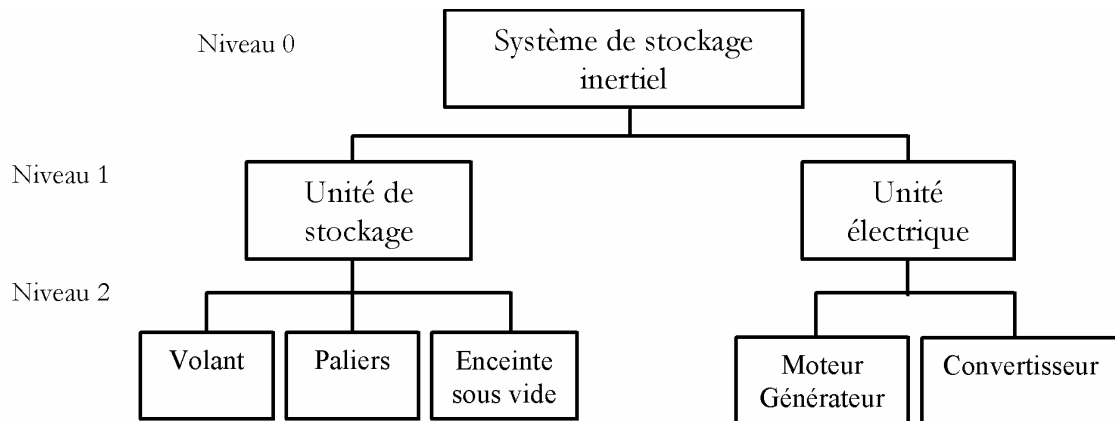 Niveau 0
Système de stockage
inertiel
Niveau 1
Unité de
stockage
Unité
électrique
Niveau 2
Volant
Paliers
Enceinte
sous vide
Moteur
Générateur
Convertisseur